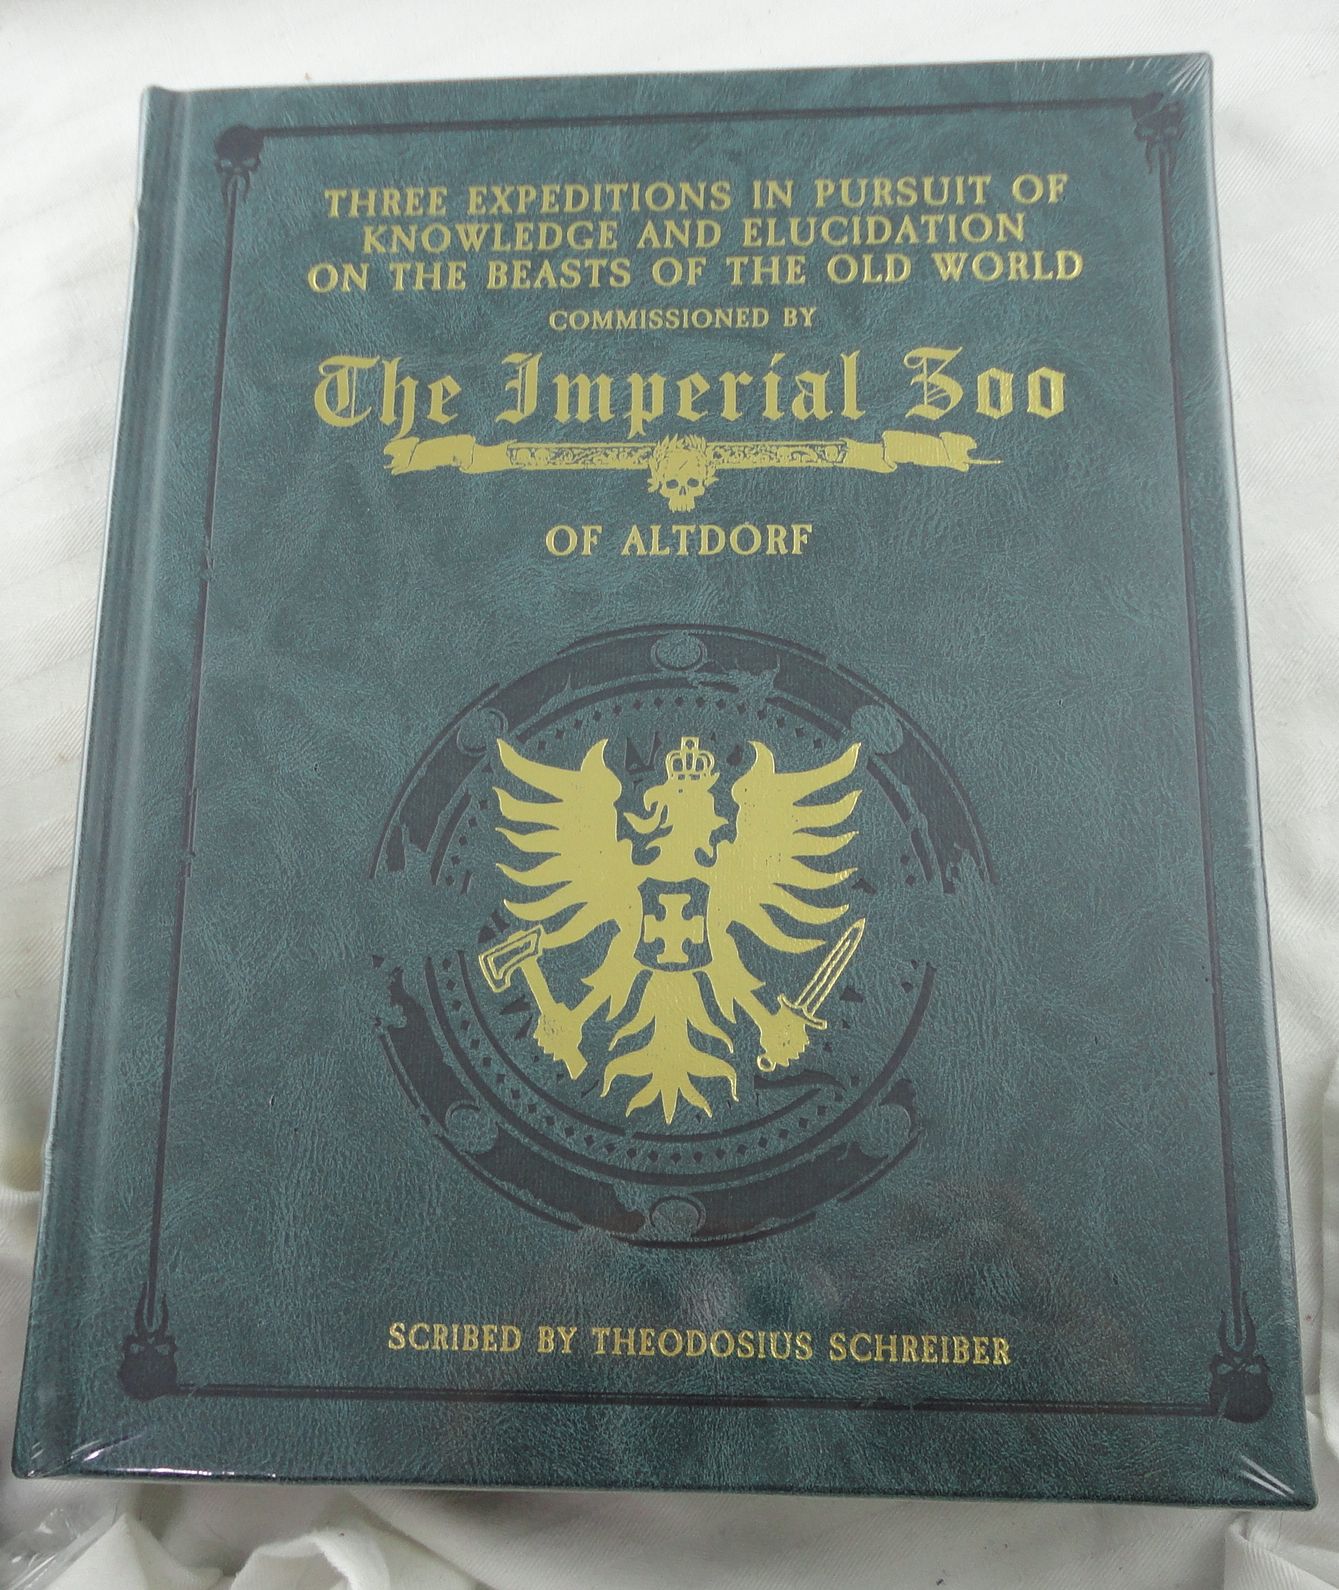 THREE EXPEDITIONS IN PURSUIT OF
KNOWLEDGE AND ELUCIDATION
ON THE BEASTS OF THE OLD WORLD
COMMISSIONED BY
The Imperial Zoo
OF ALTDORF
SCRIBED BY THEODOSIUS SCHREIBER